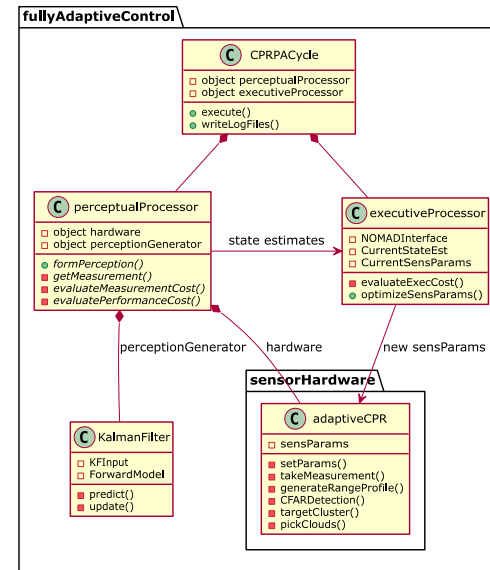 fullyAdaptiveControl
C CPRPACycle
object perceptualProcessor
object executiveProcessor
execute()
writeLogFiles()
C perceptualProcessor
object hardware
object perceptionGenerator
formPerception()
getMeasurement()
evaluateMeasurementCost()
evaluatePerformanceCost()
state estimates
C executiveProcessor
NOMADInterface
CurrentStateEst
CurrentSensParams
evaluateExecCost()
optimizeSensParams()
perceptionGenerator
hardware
new sensParams
C KalmanFilter
KFInput
ForwardModel
predict()
update()
sensorHardware
C adaptiveCPR
sensParams
setParams()
takeMeasurement()
generateRangeProfile()
CFARDetection()
targetCluster()
pickClouds()